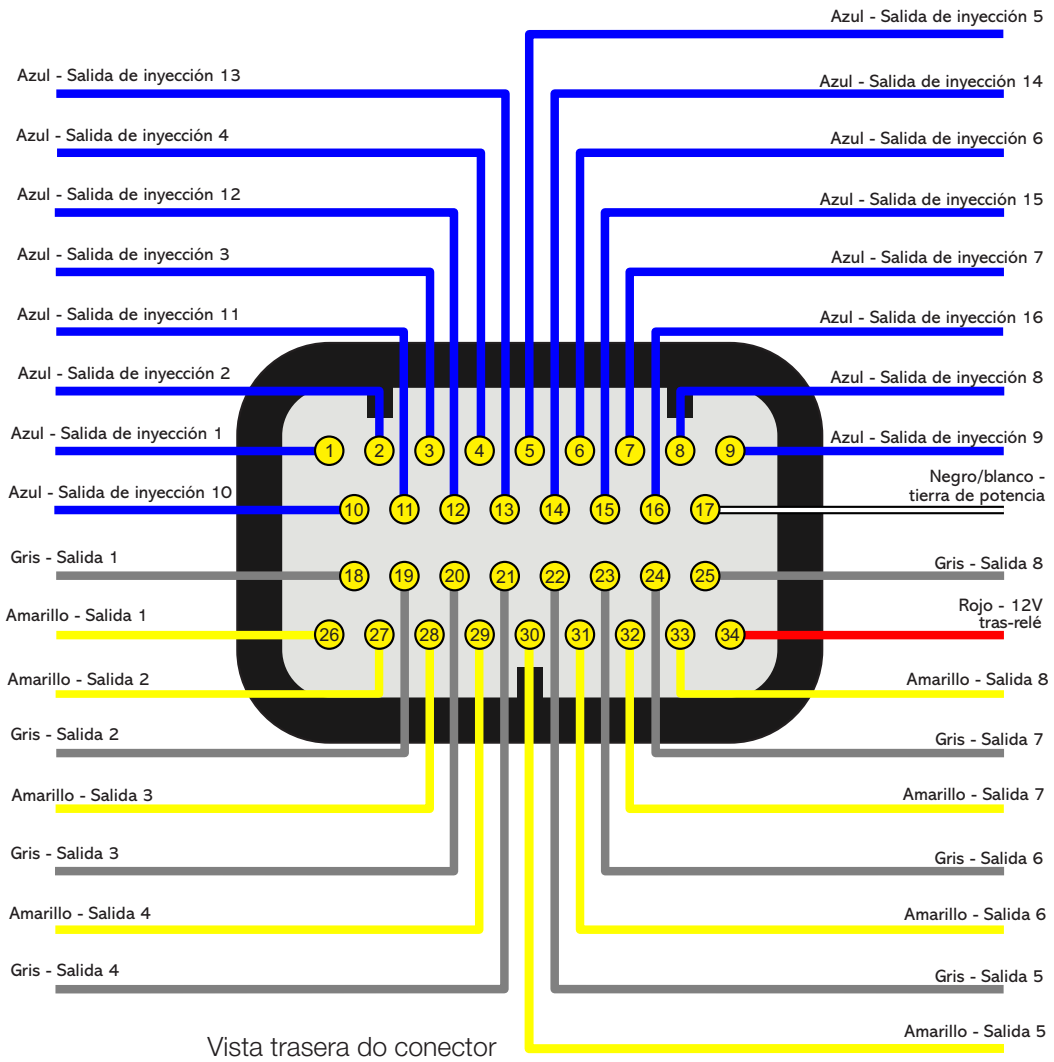 Azul - Salida de inyección 5
Azul - Salida de inyección 13
Azul - Salida de inyección 14
Azul - Salida de inyección 4
Azul - Salida de inyección 6
Azul - Salida de inyección 12
Azul - Salida de inyección 15
Azul - Salida de inyección 3
Azul - Salida de inyección 7
Azul - Salida de inyección 11
Azul - Salida de inyección 16
Azul - Salida de inyección 2
Azul - Salida de inyección 8
Azul - Salida de inyección 1
1 2 3 4 5 6 7 8 9
Azul - Salida de inyección 9
Azul - Salida de inyección 10
10 11 12 13 14 15 16 17
Negro/blanco -
tierra de potencia
Gris - Salida 1
18 19 20 21 22 23 24 25
Gris - Salida 8
Amarillo - Salida 1
26 27 28 29 30 31 32 33 34
Rojo - 12V
tras-relé
Amarillo - Salida 2
Amarillo - Salida 8
Gris - Salida 2
Gris - Salida 7
Amarillo - Salida 3
Amarillo - Salida 7
Gris - Salida 3
Gris - Salida 6
Amarillo - Salida 4
Amarillo - Salida 6
Gris - Salida 4
Gris - Salida 5
Amarillo - Salida 5
Vista trasera do conector